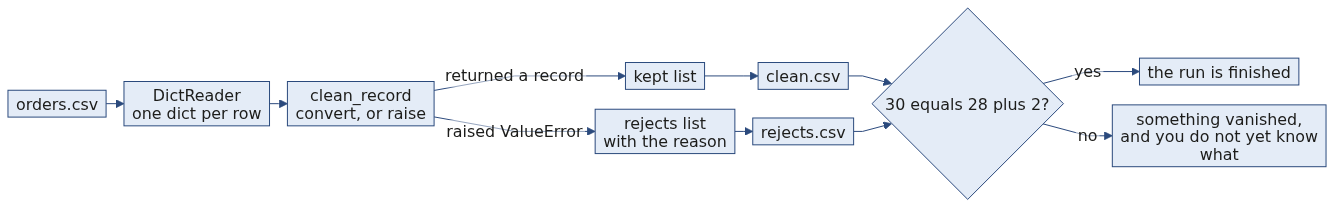 orders.csv
DictReader
one dict per row
clean_record
convert, or raise
returned a record
raised ValueError
kept list
rejects list
with the reason
clean.csv
rejects.csv
30 equals 28 plus 2?
yes
no
the run is finished
something vanished,
and you do not yet know
what